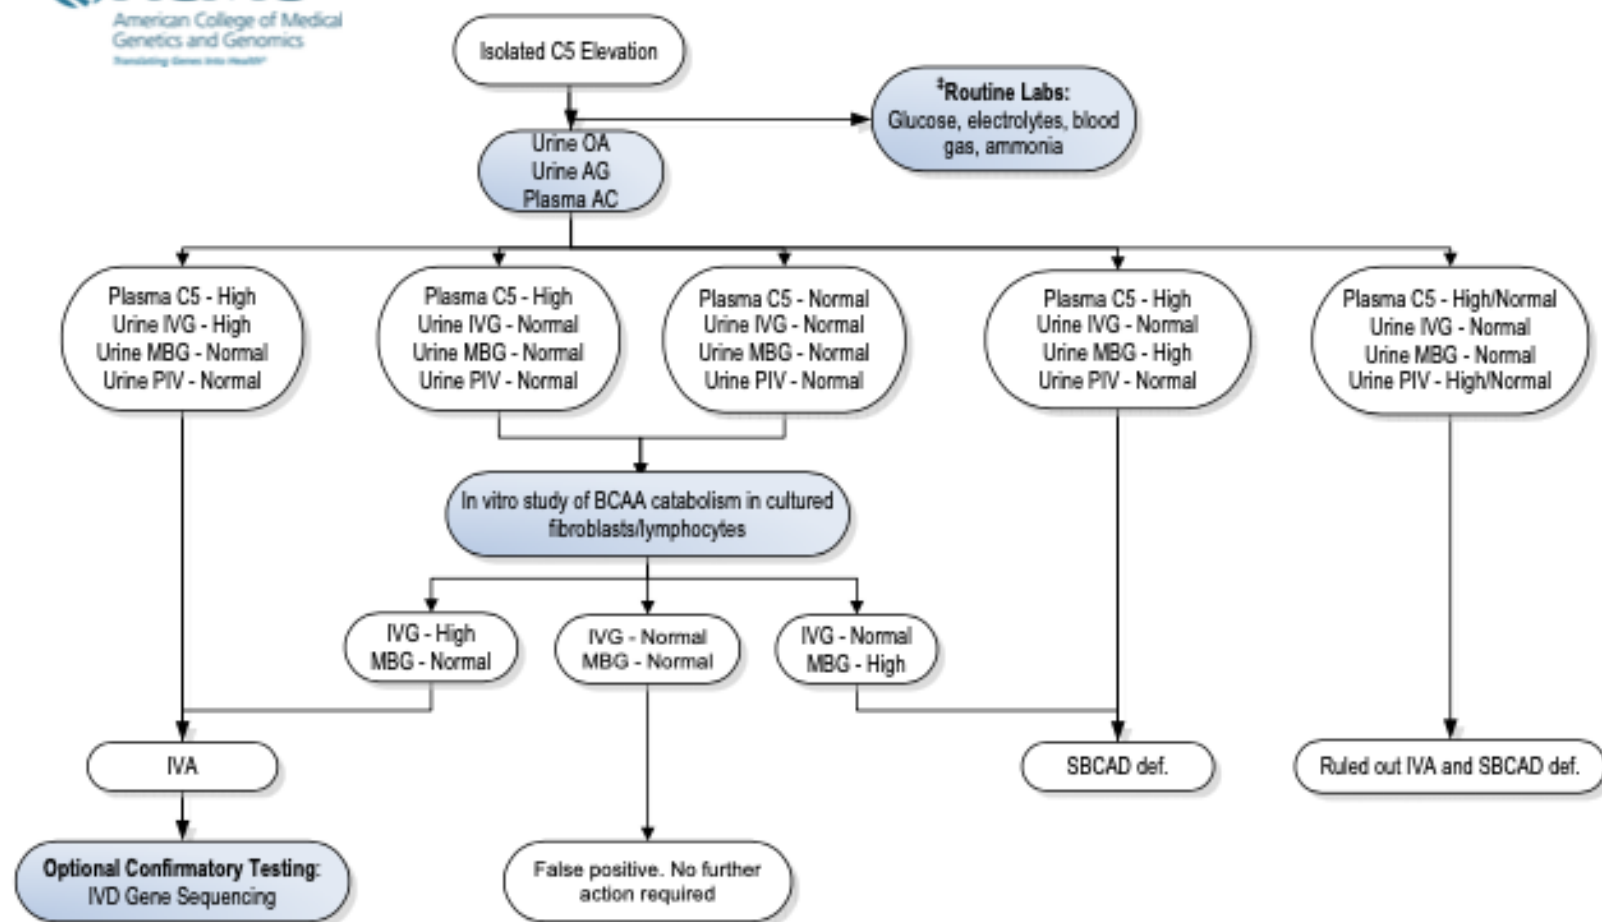 American College of Medical
Genetics and Genomics
Translating Genes Into Health®
Isolated C5 Elevation
‡Routine Labs:
Glucose, electrolytes, blood
gas, ammonia
Urine OA
Urine AG
Plasma AC
Plasma C5 - High
Urine IVG - High
Urine MBG - Normal
Urine PIV - Normal
Plasma C5 - High
Urine IVG - Normal
Urine MBG - Normal
Urine PIV - Normal
Plasma C5 - Normal
Urine IVG - Normal
Urine MBG - Normal
Urine PIV - Normal
Plasma C5 - High
Urine IVG - Normal
Urine MBG - High
Urine PIV - Normal
Plasma C5 - High/Normal
Urine IVG - Normal
Urine MBG - Normal
Urine PIV - High/Normal
In vitro study of BCAA catabolism in cultured
fibroblasts/lymphocytes
IVG - High
MBG - Normal
IVG - Normal
MBG - Normal
IVG - Normal
MBG - High
IVA
SBCAD def.
Ruled out IVA and SBCAD def.
Optional Confirmatory Testing:
IVD Gene Sequencing
False positive. No further
action required